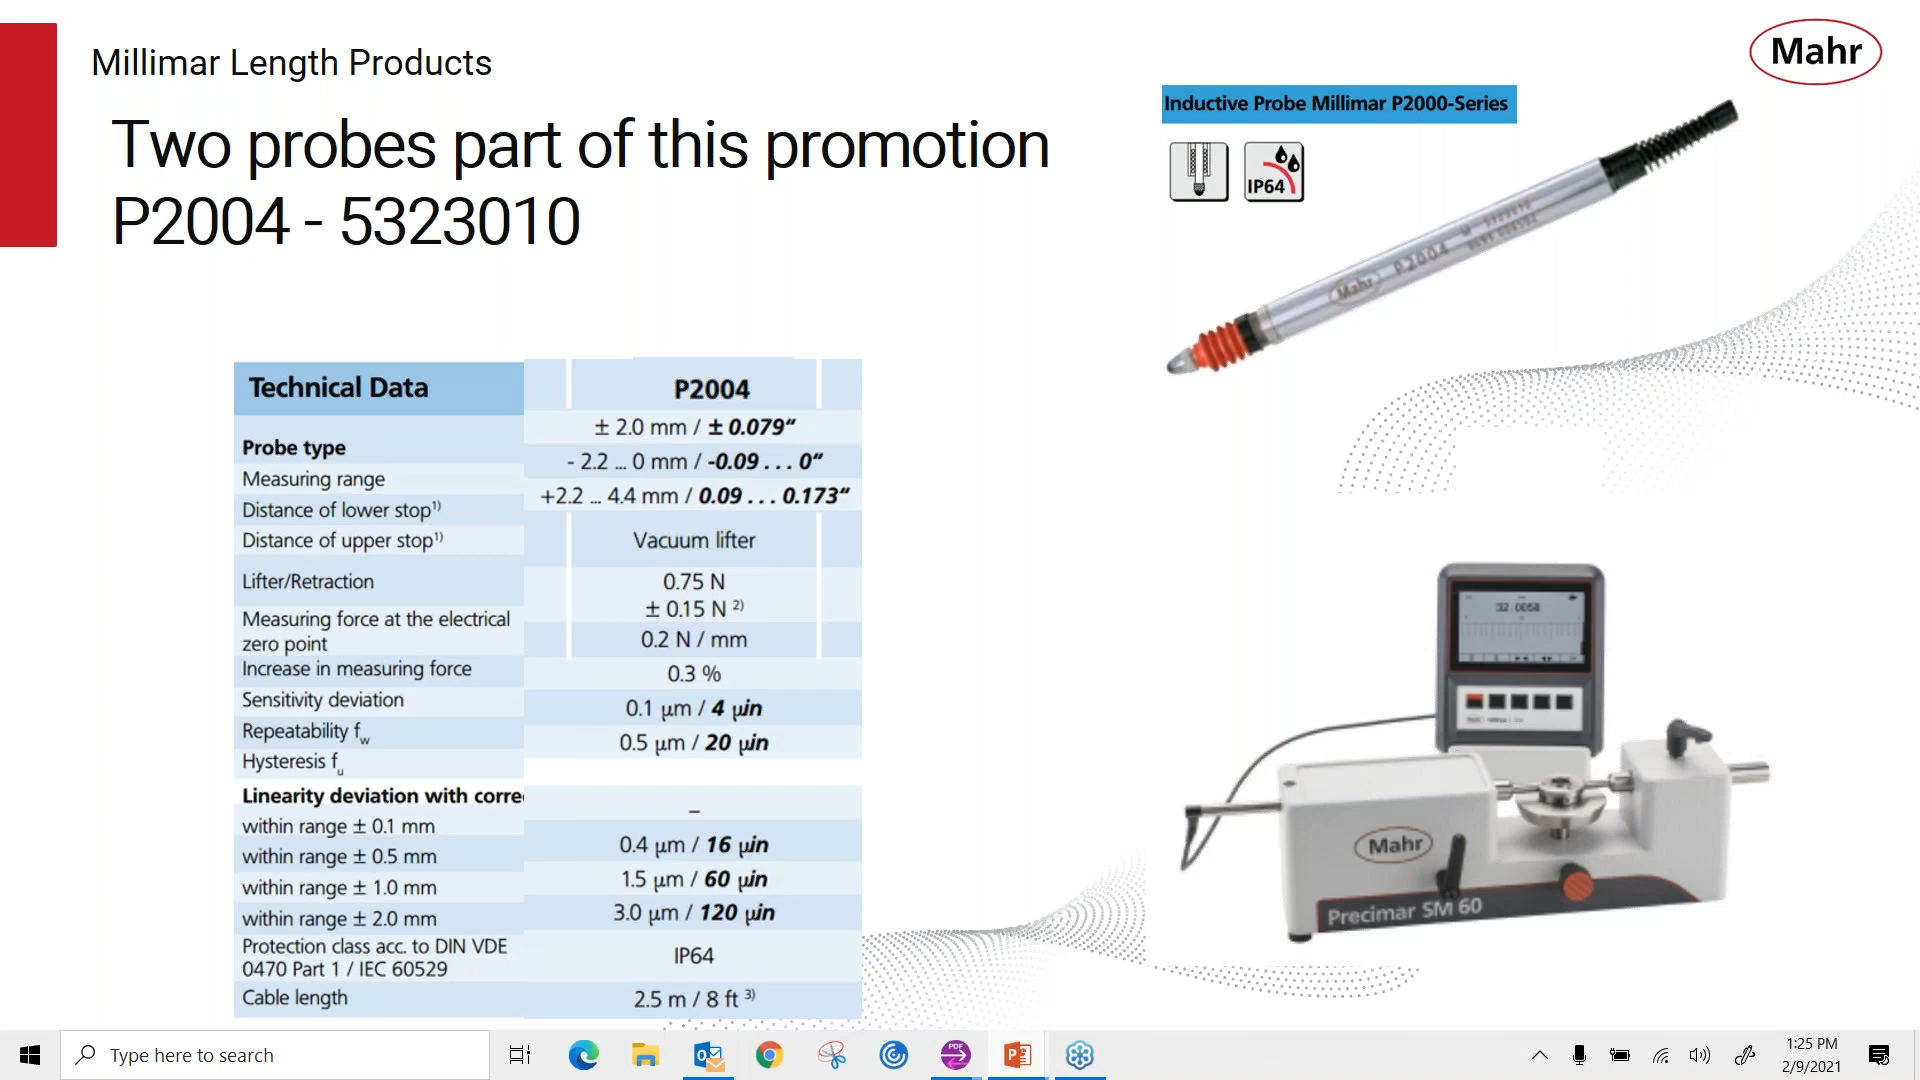 Millimar Length Products
Mahr
Two probes part of this promotion
P2004 - 5323010
Inductive Probe Millimar P2000-Series
IP64
Mahr P2004
Technical Data
P2004
Probe type
Measuring range
± 2.0 mm / ± 0.079“
Distance of lower stop1)
- 2.2 ... 0 mm / -0.09 . . . 0“
Distance of upper stop1)
+2.2 ... 4.4 mm / 0.09 . . . 0.173“
Lifter/Retraction
Vacuum lifter
Measuring force at the electrical
zero point
0.75 N
± 0.15 N 2)
Increase in measuring force
0.2 N / mm
Sensitivity deviation
0.3 %
Repeatability fw
0.1 µm / 4 µin
Hysteresis fu
0.5 µm / 20 µin
Linearity deviation with corre
within range ± 0.1 mm
–
within range ± 0.5 mm
0.4 µm / 16 µin
within range ± 1.0 mm
1.5 µm / 60 µin
within range ± 2.0 mm
3.0 µm / 120 µin
Protection class acc. to DIN VDE
0470 Part 1 / IEC 60529
IP64
Cable length
2.5 m / 8 ft 3)
32.0058
Mahr
Precimar SM 60
Type here to search
PDF
1:25 PM
2/9/2021